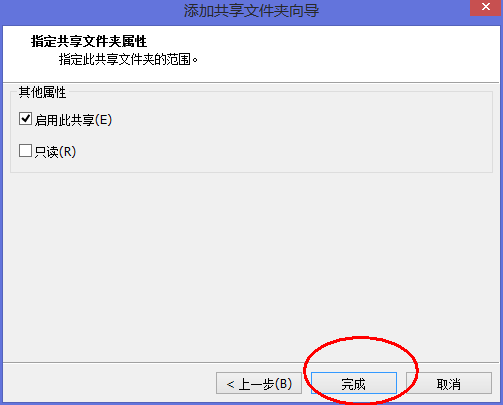 添加共享文件夹向导
指定共享文件夹属性
指定此共享文件夹的范围。
其他属性
启用此共享(E)
只读(R)
< 上一步(B)
完成
取消